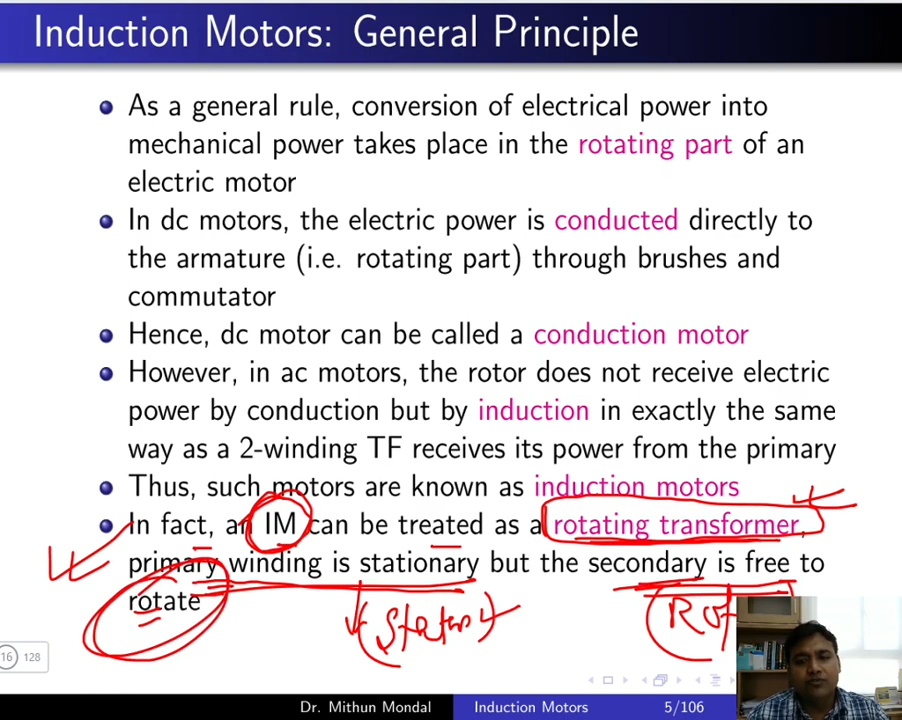 Induction Motors: General Principle
As a general rule, conversion of electrical power into
mechanical power takes place in the rotating part of an
electric motor
In dc motors, the electric power is conducted directly to
the armature (i.e. rotating part) through brushes and
commutator
Hence, dc motor can be called a conduction motor
However, in ac motors, the rotor does not receive electric
power by conduction but by induction in exactly the same
way as a 2-winding TF receives its power from the primary
Thus, such motors are known as induction motors
In fact, an IM can be treated as a rotating transformer,
primary winding is stationary but the secondary is free to
rotate
(Stator)
16 128
Dr. Mithun Mondal Induction Motors 5/106